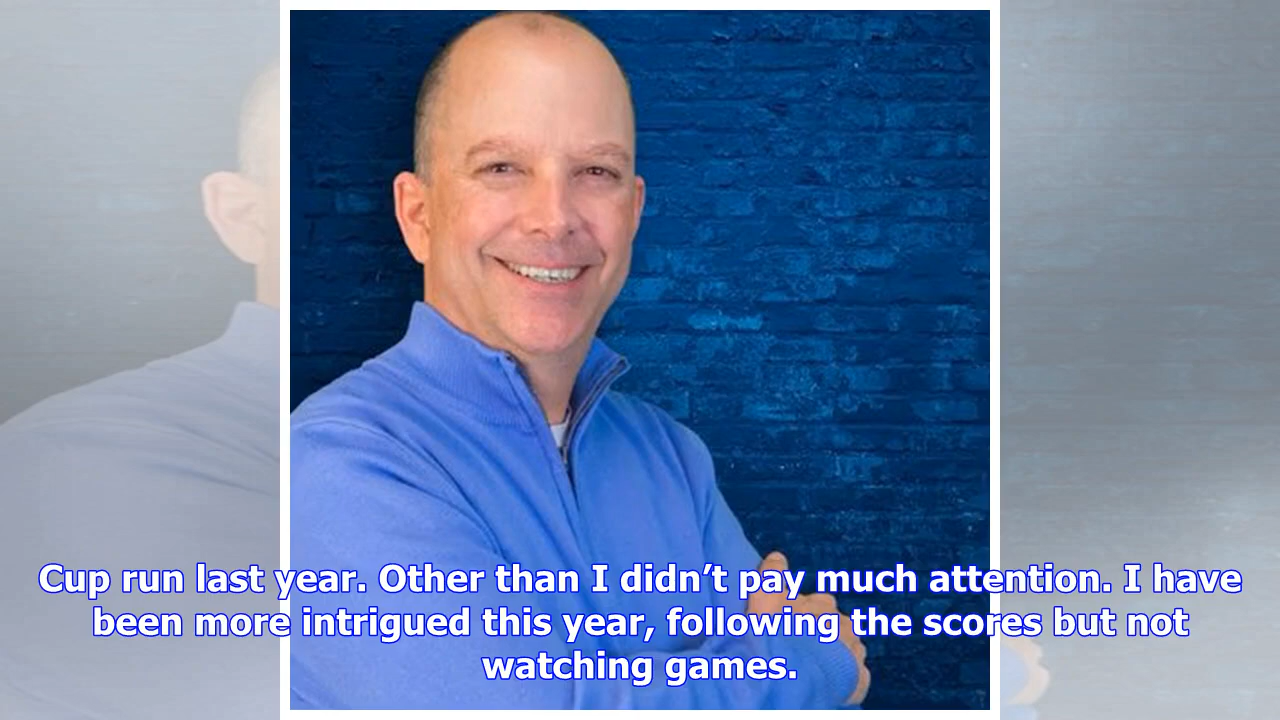 Cup run last year. Other than I didn’t pay much attention. I have
been more intrigued this year, following the scores but not
watching games.